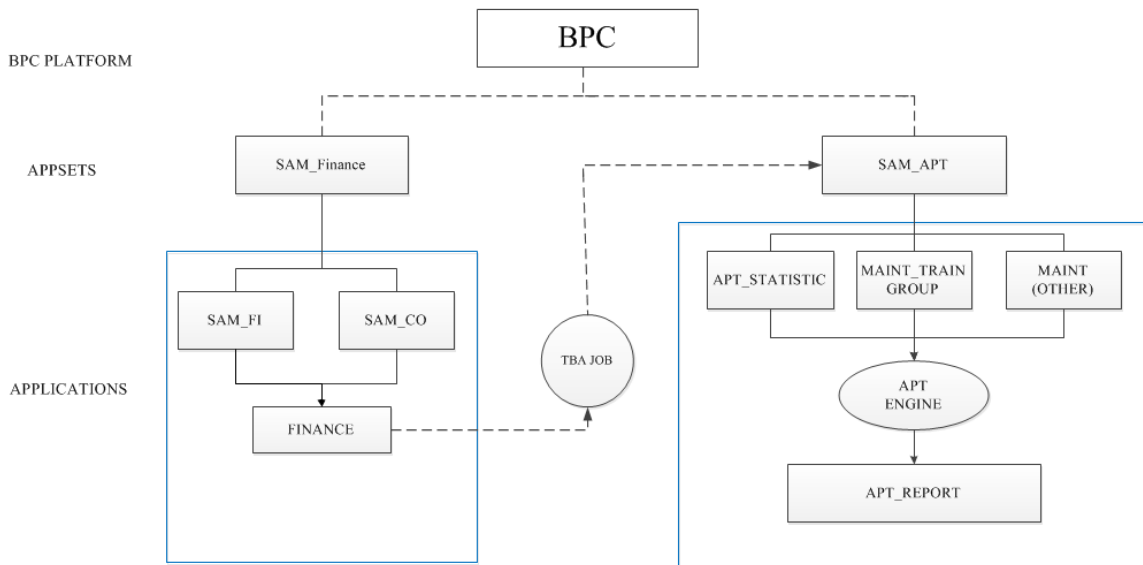 BPC
BPC PLATFORM
APPSETS
SAM_Finance
SAM_APT
APT_STATISTIC
MAINT_TRAIN
GROUP
MAINT
(OTHER)
SAM_FI
SAM_CO
TBA JOB
APPLICATIONS
APT
ENGINE
FINANCE
APT_REPORT